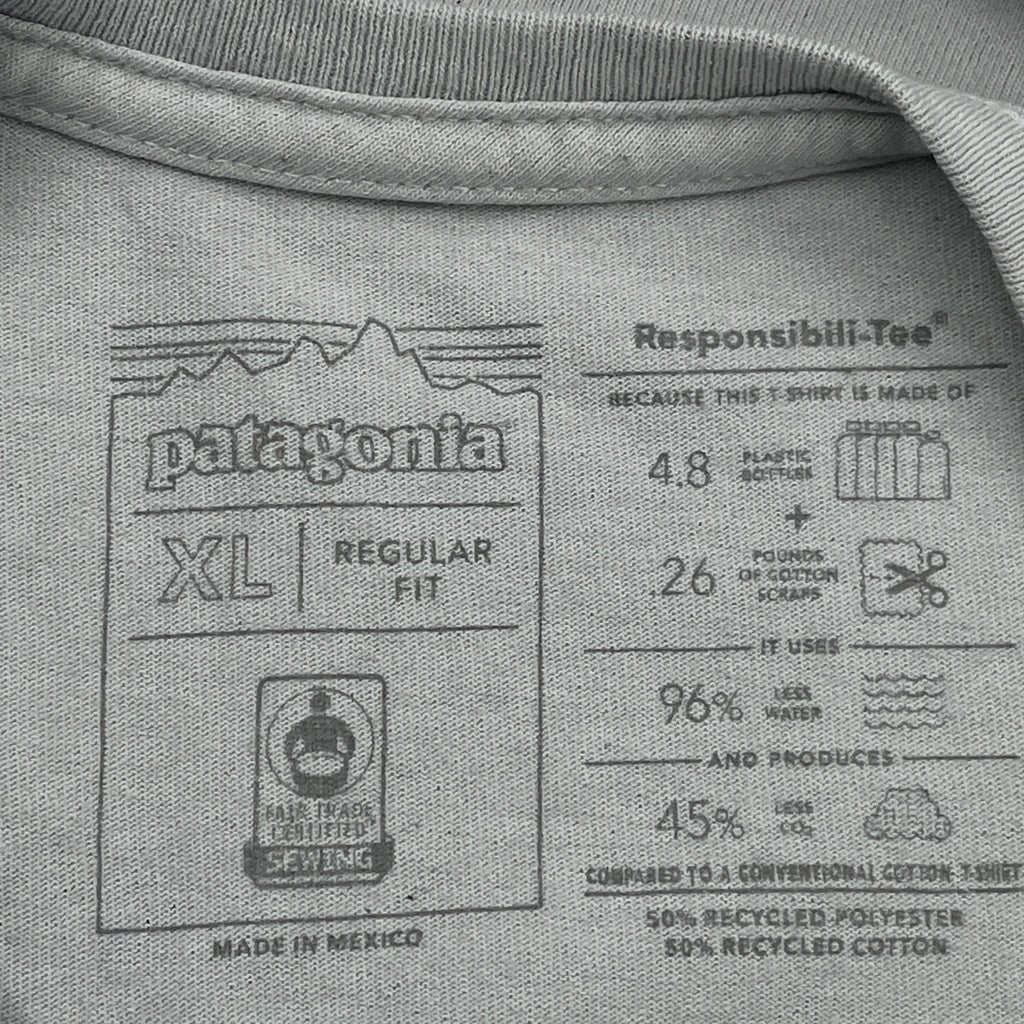 patagonia
XL
REGULAR
FIT
FAIR TRADE
CERTIFIED
SEWING
MADE IN MEXICO
Responsibili-Tee®
BECAUSE THIS T-SHIRT IS MADE OF
4.8 PLASTIC
BOTTLES
+
.26 POUNDS
OF COTTON
SCRAPS
IT USES
96% LESS
WATER
AND PRODUCES
45% LESS
CO₂
COMPARED TO A CONVENTIONAL COTTON T-SHIRT
50% RECYCLED POLYESTER
50% RECYCLED COTTON